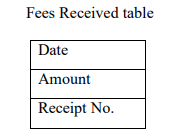 Fees Received table
Date
Amount
Receipt No.